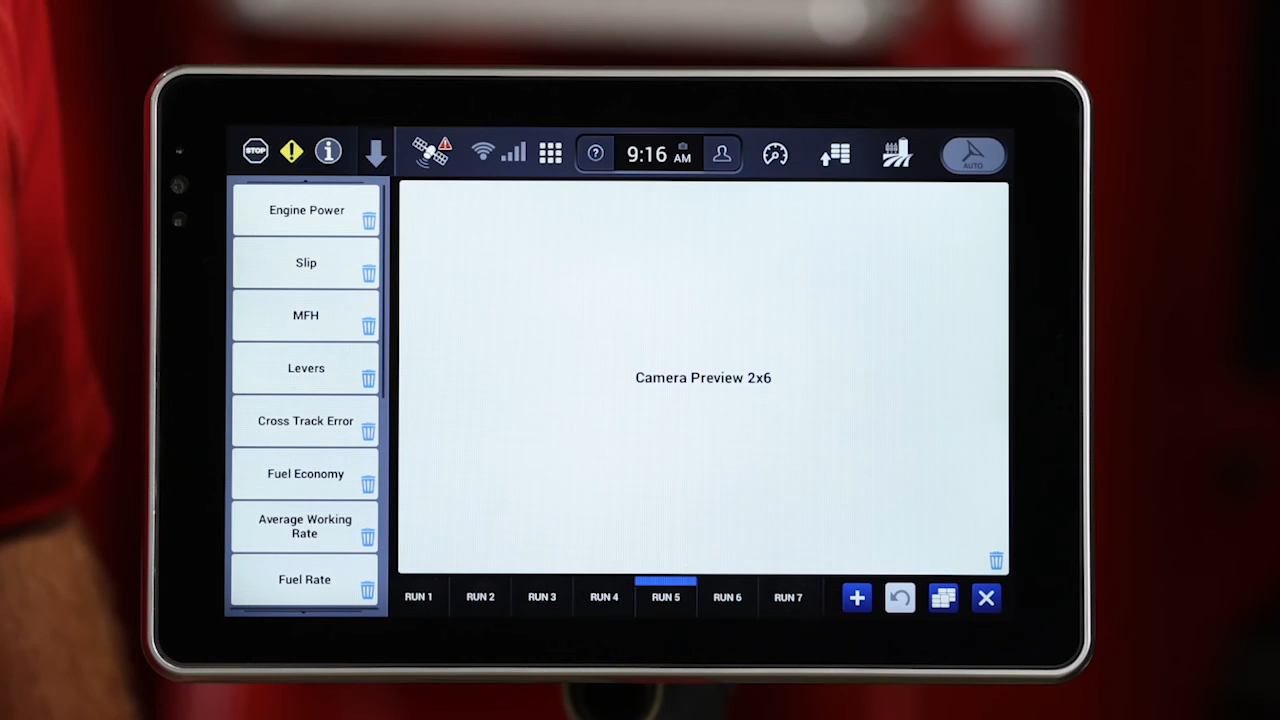 STOP
9:16 AM
AUTO
Engine Power
Slip
MFH
Levers
Cross Track Error
Fuel Economy
Average Working
Rate
Fuel Rate
Camera Preview 2x6
RUN 1 RUN 2 RUN 3 RUN 4 RUN 5 RUN 6 RUN 7